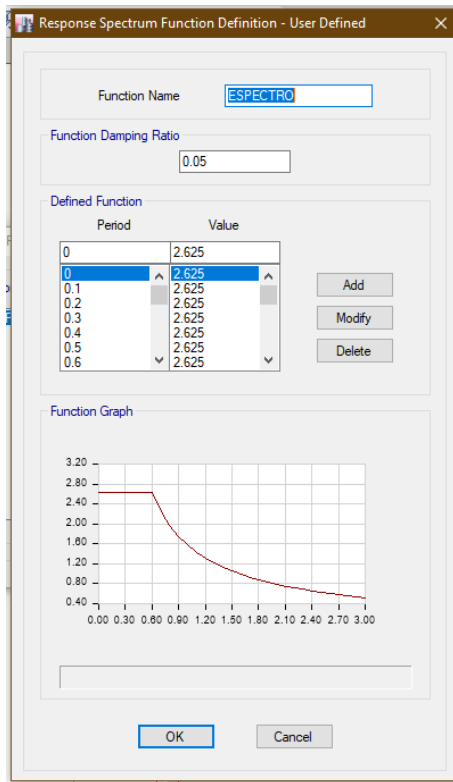 Response Spectrum Function Definition - User Defined
Function Name ESPECTRO
Function Damping Ratio
0.05
Defined Function
Period Value
0 2.625
0 2.625
0.1 2.625
0.2 2.625
0.3 2.625
0.4 2.625
0.5 2.625
0.6 2.625
Add
Modify
Delete
Function Graph
3.20
2.80
2.40
2.00
1.60
1.20
0.80
0.40
0.00 0.30 0.60 0.90 1.20 1.50 1.80 2.10 2.40 2.70 3.00
OK Cancel